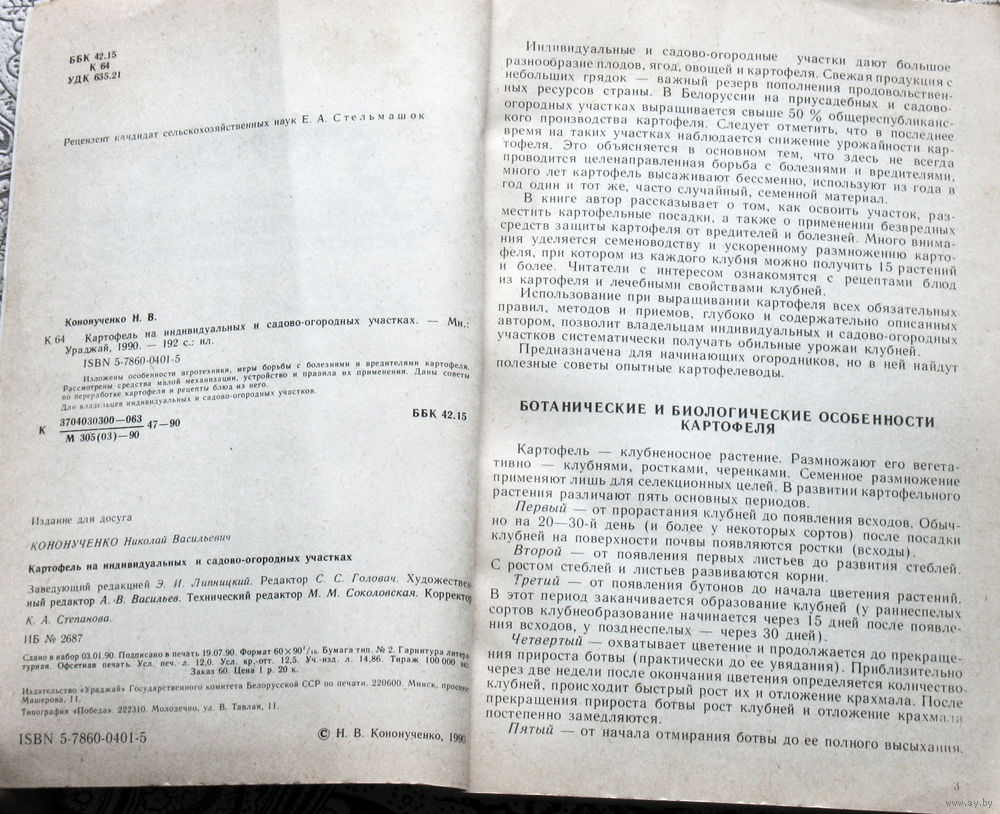 ББК 42.15
К 64
УДК 635.21
Рецензент кандидат сельскохозяйственных наук Е. А. Стельмашок
Кононученко Н. В.
К 64 Картофель на индивидуальных и садово-огородных участках. — Мн.:
Ураджай, 1990. — 192 с.: ил.
ISBN 5-7860-0401-5
Изложены особенности агротехники, меры борьбы с болезнями и вредителями картофеля.
Рассмотрены средства малой механизации, устройство и правила их применения. Даны советы
по переработке картофеля и рецепты блюд из него.
Для владельцев индивидуальных и садово-огородных участков.
К 3704030300—063
М 305(03)—90 47—90
ББК 42.15
Издание для досуга
КОНОНУЧЕНКО Николай Васильевич
Картофель на индивидуальных и садово-огородных участках
Заведующий редакцией Э. И. Липницкий. Редактор С. С. Головач. Художествен-
ный редактор А. В. Васильев. Технический редактор М. М. Соколовская. Корректор
К. А. Степанова.
ИБ № 2687
Сдано в набор 03.01.90. Подписано в печать 19.07.90. Формат 60×90¹/₁₆. Бумага тип. № 2. Гарнитура литера-
турная. Офсетная печать. Усл. печ. л. 12,0. Усл. кр.-отт. 12,5. Уч.-изд. л. 14,86. Тираж 100 000 экз.
Заказ 60. Цена 1 р. 20 к.
Издательство «Ураджай» Государственного комитета Белорусской ССР по печати. 220600. Минск, проспект
Машерова, 11.
Типография «Победа». 222310. Молодечно, ул. В. Тавлая, 11.
ISBN 5-7860-0401-5
© Н. В. Кононученко, 1990
Индивидуальные и садово-огородные участки дают большое
разнообразие плодов, ягод, овощей и картофеля. Свежая продукция с
небольших грядок — важный резерв пополнения продовольствен-
ных ресурсов страны. В Белоруссии на приусадебных и садово-
огородных участках выращивается свыше 50 % общереспубликанс-
кого производства картофеля. Следует отметить, что в последнее
время на таких участках наблюдается снижение урожайности кар-
тофеля. Это объясняется в основном тем, что здесь не всегда
проводится целенаправленная борьба с болезнями и вредителями,
много лет картофель высаживают бессменно, используют из года в
год один и тот же, часто случайный, семенной материал.
В книге автор рассказывает о том, как освоить участок, раз-
местить картофельные посадки, а также о применении безвредных
средств защиты картофеля от вредителей и болезней. Много внима-
ния уделяется семеноводству и ускоренному размножению карто-
феля, при котором из каждого клубня можно получить 15 растений
и более. Читатели с интересом ознакомятся с рецептами блюд
из картофеля и лечебными свойствами клубней.
Использование при выращивании картофеля всех обязательных
правил, методов и приемов, глубоко и содержательно описанных
автором, позволит владельцам индивидуальных и садово-огородных
участков систематически получать обильные урожаи клубней.
Предназначена для начинающих огородников, но в ней найдут
полезные советы опытные картофелеводы.
БОТАНИЧЕСКИЕ И БИОЛОГИЧЕСКИЕ ОСОБЕННОСТИ
КАРТОФЕЛЯ
Картофель — клубненосное растение. Размножают его вегета-
тивно — клубнями, ростками, черенками. Семенное размножение
применяют лишь для селекционных целей. В развитии картофельного
растения различают пять основных периодов.
Первый — от прорастания клубней до появления всходов. Обыч-
но на 20—30-й день (и более у некоторых сортов) после посадки
клубней на поверхности почвы появляются ростки (всходы).
Второй — от появления первых листьев до развития стеблей.
С ростом стеблей и листьев развиваются корни.
Третий — от появления бутонов до начала цветения растений.
В этот период заканчивается образование клубней (у раннеспелых
сортов клубнеобразование начинается через 15 дней после появле-
ния всходов, у позднеспелых — через 30 дней).
Четвертый — охватывает цветение и продолжается до прекраще-
ния прироста ботвы (практически до ее увядания). Приблизительно
через две недели после окончания цветения определяется количество
клубней, происходит быстрый рост их и отложение крахмала. После
прекращения прироста ботвы рост клубней и отложение крахмала
постепенно замедляются.
Пятый — от начала отмирания ботвы до ее полного высыхания.
3
www.ay.by